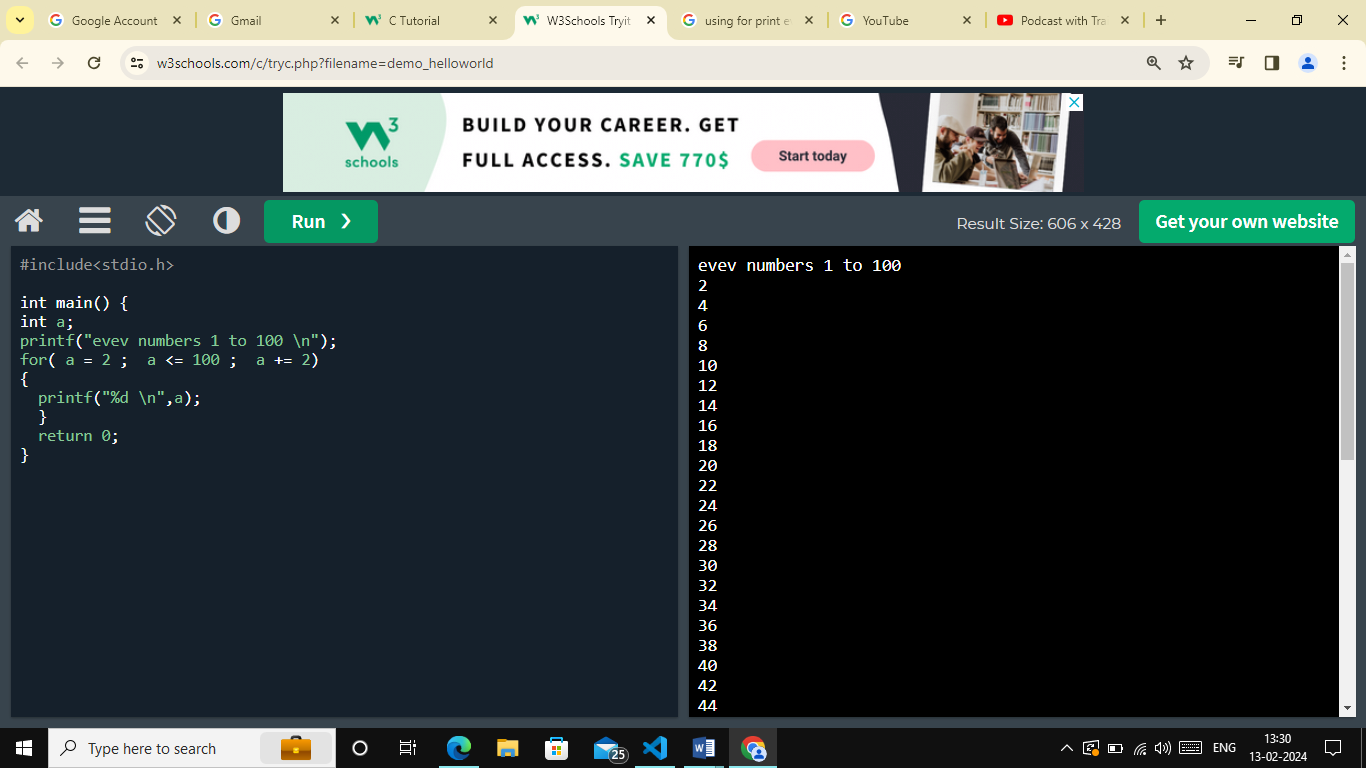 Google Account
Gmail
C Tutorial
W3Schools Tryit
using for print e
YouTube
Podcast with Tra
w3schools.com/c/tryc.php?filename=demo_helloworld
W3
schools
BUILD YOUR CAREER. GET
FULL ACCESS. SAVE 770$
Start today
Run ❯
Result Size: 606 x 428
Get your own website
#include<stdio.h>
int main() {
int a;
printf("evev numbers 1 to 100 \n");
for( a = 2 ;  a <= 100 ;  a += 2)
{
  printf("%d \n",a);
  }
  return 0;
}
evev numbers 1 to 100
2
4
6
8
10
12
14
16
18
20
22
24
26
28
30
32
34
36
38
40
42
44
Type here to search
25
ENG
13:30
13-02-2024